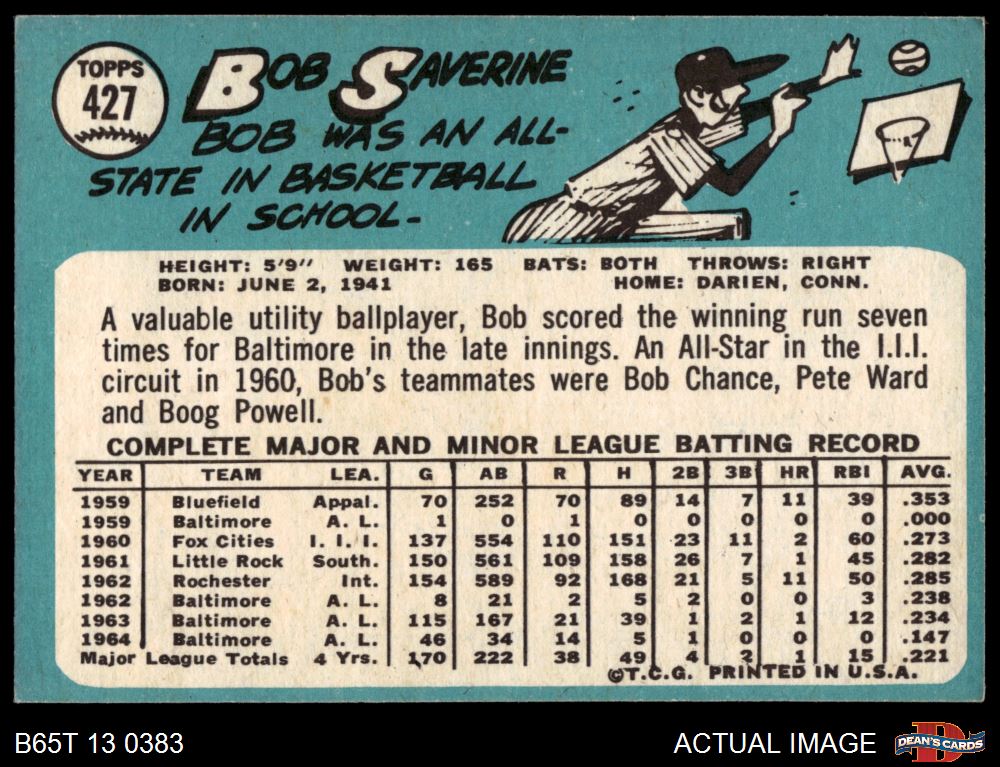 TOPPS
427
BOB SAVERINE
BOB WAS AN ALL-
STATE IN BASKETBALL
IN SCHOOL-
HEIGHT: 5'9" WEIGHT: 165 BATS: BOTH THROWS: RIGHT
BORN: JUNE 2, 1941 HOME: DARIEN, CONN.
A valuable utility ballplayer, Bob scored the winning run seven
times for Baltimore in the late innings. An All-Star in the I.I.I.
circuit in 1960, Bob's teammates were Bob Chance, Pete Ward
and Boog Powell.
COMPLETE MAJOR AND MINOR LEAGUE BATTING RECORD
YEAR TEAM LEA. G AB R H 2B 3B HR RBI AVG.
1959 Bluefield Appal. 70 252 70 89 14 7 11 39 .353
1959 Baltimore A. L. 1 0 1 0 0 0 0 0 .000
1960 Fox Cities I. I. I. 137 554 110 151 23 11 2 60 .273
1961 Little Rock South. 150 561 109 158 26 7 1 45 .282
1962 Rochester Int. 154 589 92 168 21 5 11 50 .285
1962 Baltimore A. L. 8 21 2 5 2 0 0 3 .238
1963 Baltimore A. L. 115 167 21 39 1 2 1 12 .234
1964 Baltimore A. L. 46 34 14 5 1 0 0 0 .147
Major League Totals 4 Yrs. 170 222 38 49 4 2 1 15 .221
©T.C.G. PRINTED IN U.S.A.
B65T 13 0383 ACTUAL IMAGE D DEAN'S CARDS